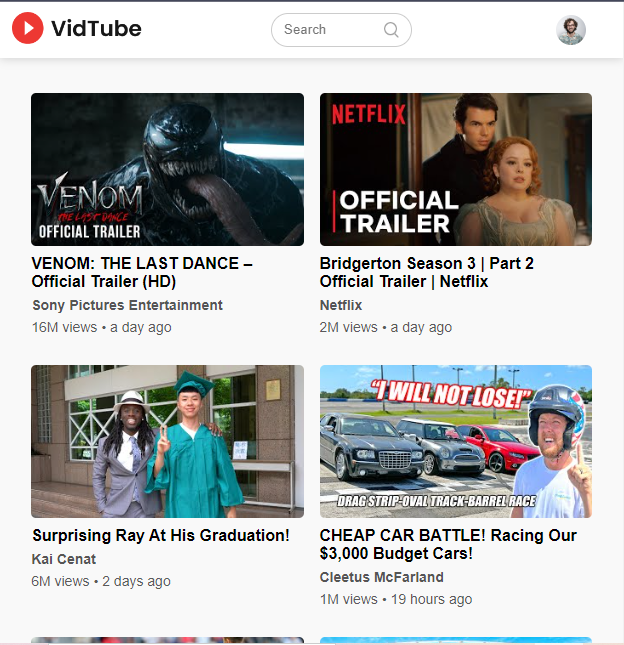 VidTube
Search
VENOM
THE LAST DANCE
OFFICIAL TRAILER
NETFLIX
OFFICIAL
TRAILER
VENOM: THE LAST DANCE –
Official Trailer (HD)
Sony Pictures Entertainment
16M views • a day ago
Bridgerton Season 3 | Part 2
Official Trailer | Netflix
Netflix
2M views • a day ago
"I WILL NOT LOSE!"
DRAG STRIP-OVAL TRACK-BARREL RACE
Surprising Ray At His Graduation!
Kai Cenat
6M views • 2 days ago
CHEAP CAR BATTLE! Racing Our
$3,000 Budget Cars!
Cleetus McFarland
1M views • 19 hours ago